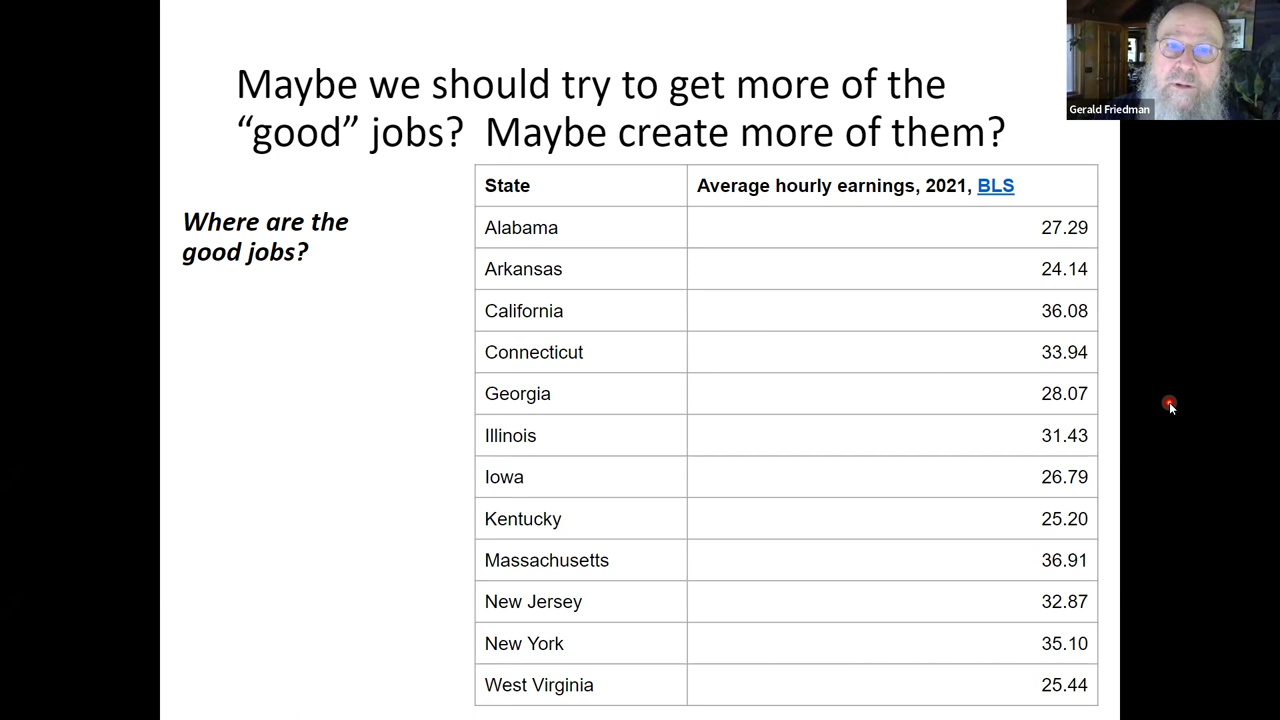 Maybe we should try to get more of the
“good” jobs? Maybe create more of them?
Gerald Friedman
Where are the
good jobs?
State Average hourly earnings, 2021, BLS
Alabama 27.29
Arkansas 24.14
California 36.08
Connecticut 33.94
Georgia 28.07
Illinois 31.43
Iowa 26.79
Kentucky 25.20
Massachusetts 36.91
New Jersey 32.87
New York 35.10
West Virginia 25.44